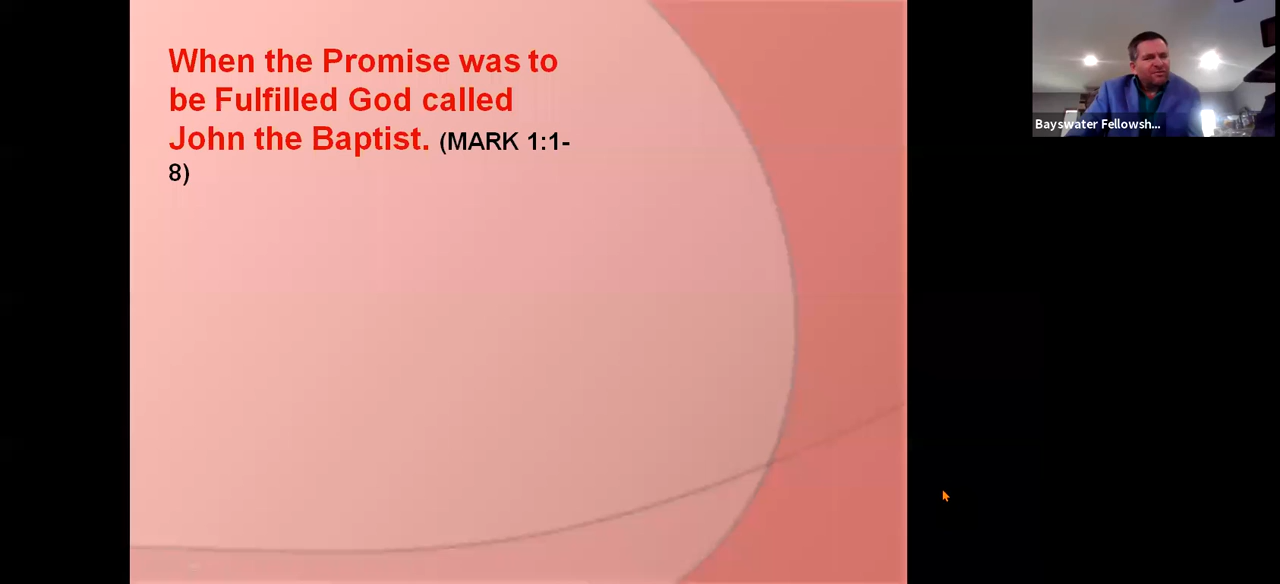 When the Promise was to
be Fulfilled God called
John the Baptist. (MARK 1:1-
8)
Bayswater Fellowsh...